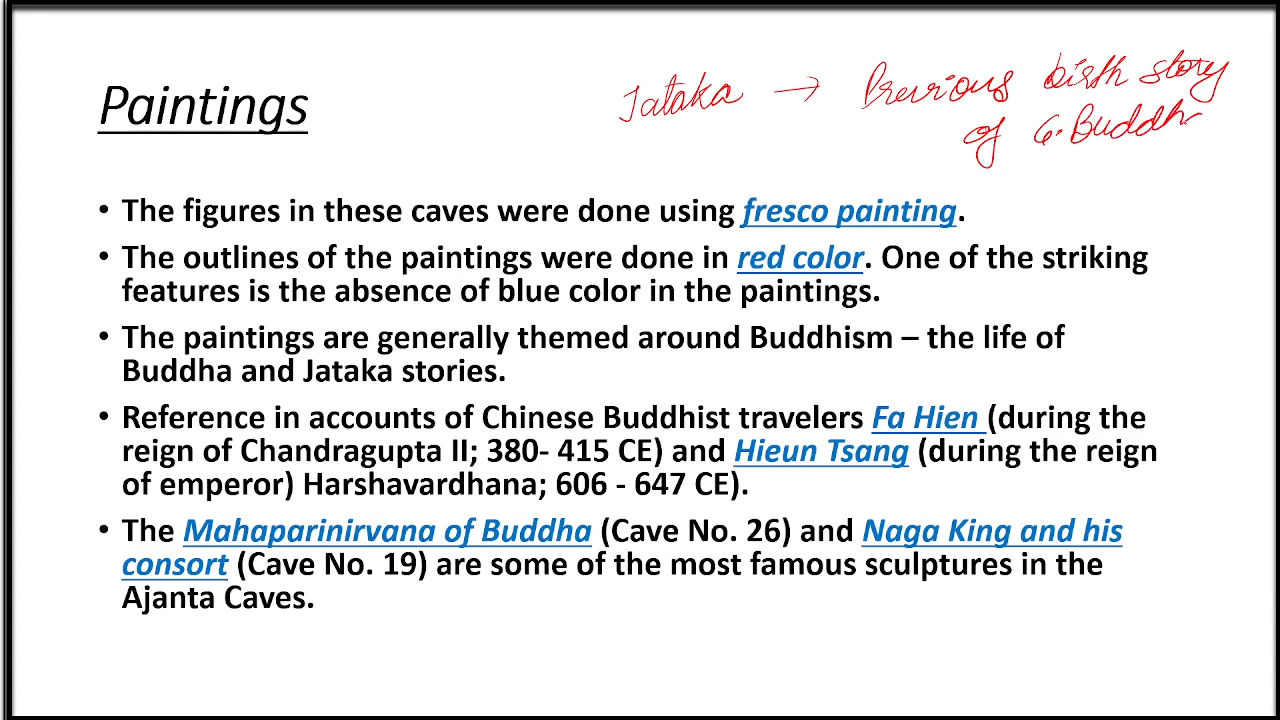 Paintings
Jataka → Previous birth story
of G. Buddh
• The figures in these caves were done using fresco painting.
• The outlines of the paintings were done in red color. One of the striking
features is the absence of blue color in the paintings.
• The paintings are generally themed around Buddhism – the life of
Buddha and Jataka stories.
• Reference in accounts of Chinese Buddhist travelers Fa Hien (during the
reign of Chandragupta II; 380- 415 CE) and Hieun Tsang (during the reign
of emperor) Harshavardhana; 606 - 647 CE).
• The Mahaparinirvana of Buddha (Cave No. 26) and Naga King and his
consort (Cave No. 19) are some of the most famous sculptures in the
Ajanta Caves.